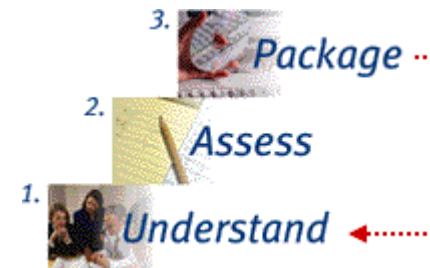 3. Package
2. Assess
1. Understand